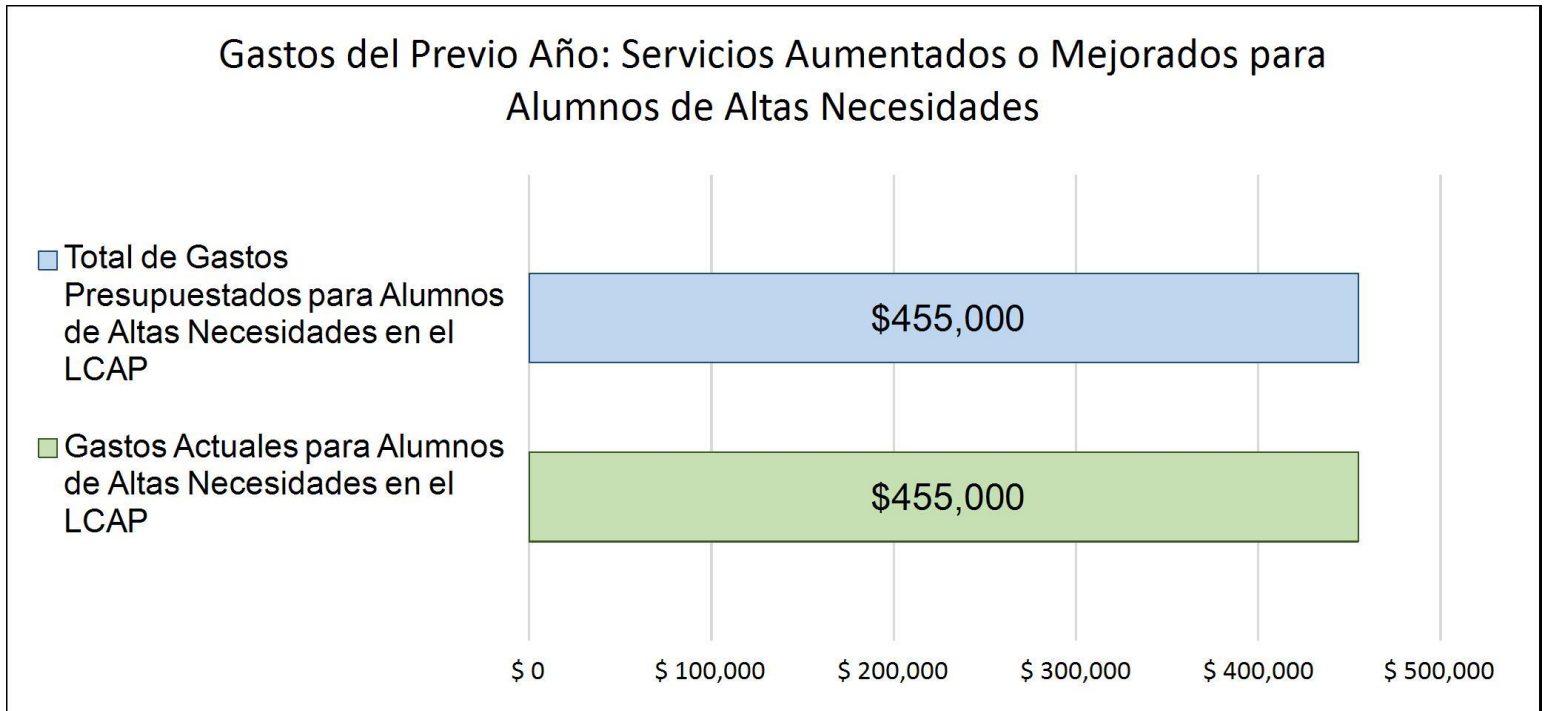 Gastos del Previo Año: Servicios Aumentados o Mejorados para
Alumnos de Altas Necesidades
Total de Gastos
Presupuestados para Alumnos
de Altas Necesidades en el
LCAP
$455,000
Gastos Actuales para Alumnos
de Altas Necesidades en el
LCAP
$455,000
$ 0 $ 100,000 $ 200,000 $ 300,000 $ 400,000 $ 500,000